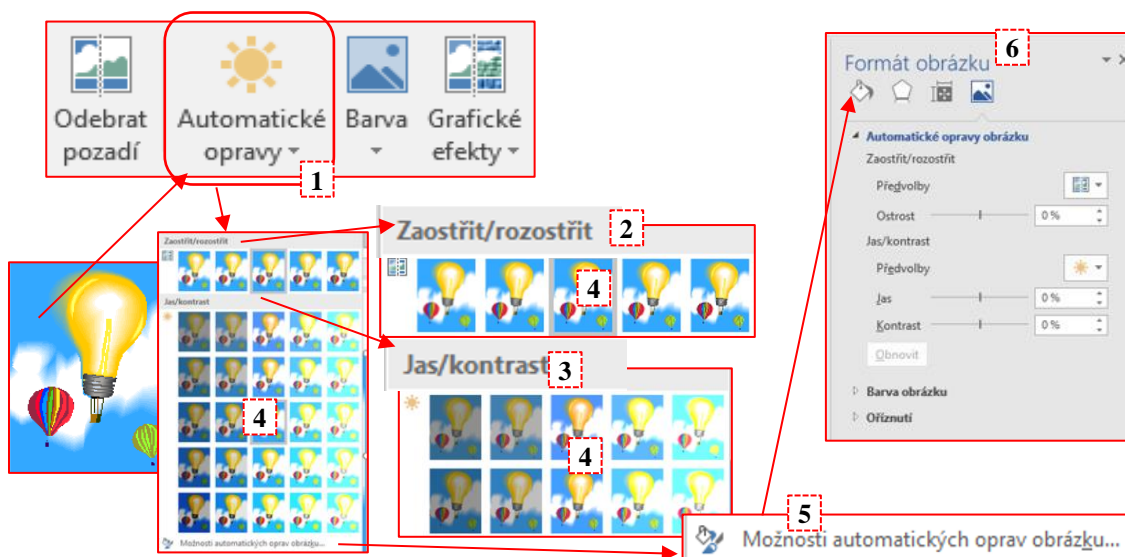 Odebrat pozadí
Automatické opravy
Barva
Grafické efekty
1
Zaostřit/rozostřit
Jas/kontrast
4
Možnosti automatických oprav obrázku...
Zaostřit/rozostřit
2
4
Jas/kontrast
3
4
5
Možnosti automatických oprav obrázku...
6
Formát obrázku
Automatické opravy obrázku
Zaostřit/rozostřit
Předvolby
Ostrost 0 %
Jas/kontrast
Předvolby
Jas 0 %
Kontrast 0 %
Obnovit
Barva obrázku
Oříznutí